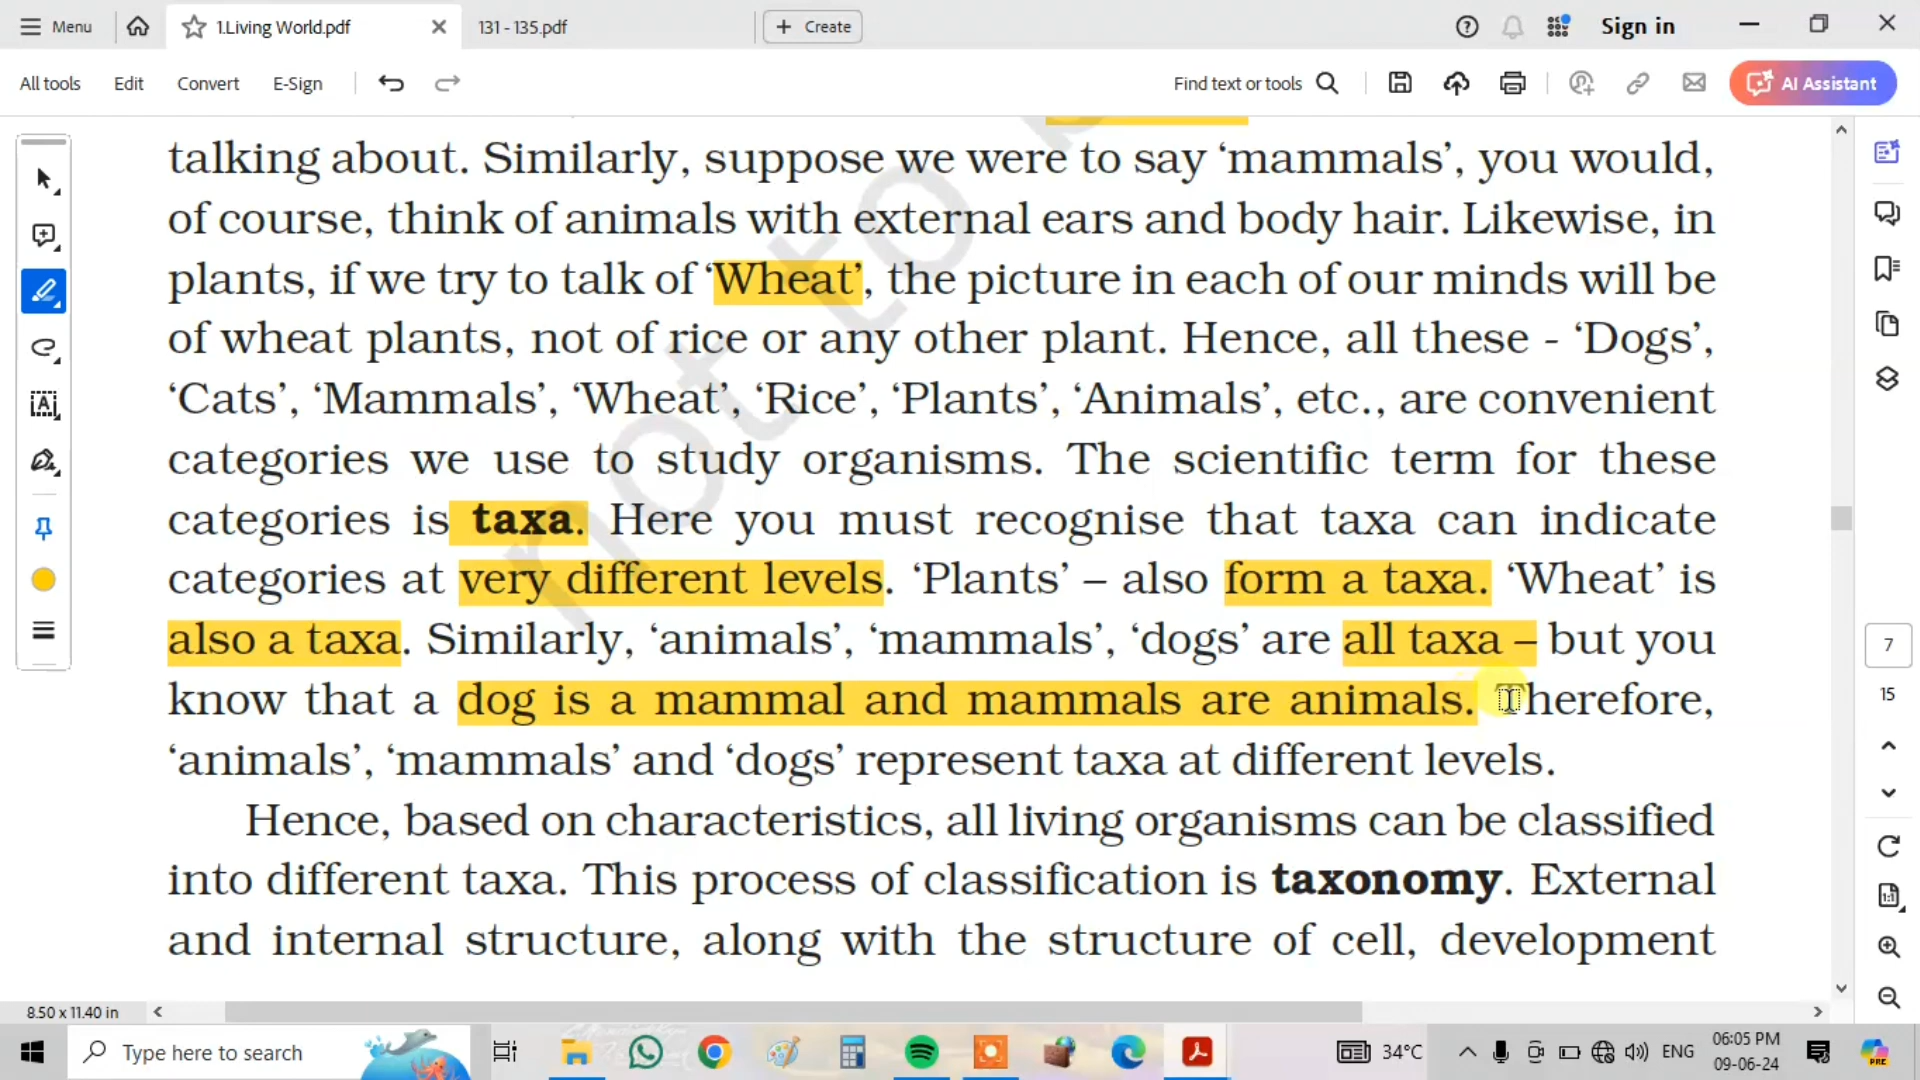 Menu
1.Living World.pdf
131 - 135.pdf
Create
Sign in
All tools
Edit
Convert
E-Sign
Find text or tools
AI Assistant
talking about. Similarly, suppose we were to say ‘mammals’, you would,
of course, think of animals with external ears and body hair. Likewise, in
plants, if we try to talk of ‘Wheat’, the picture in each of our minds will be
of wheat plants, not of rice or any other plant. Hence, all these - ‘Dogs’,
‘Cats’, ‘Mammals’, ‘Wheat’, ‘Rice’, ‘Plants’, ‘Animals’, etc., are convenient
categories we use to study organisms. The scientific term for these
categories is taxa. Here you must recognise that taxa can indicate
categories at very different levels. ‘Plants’ – also form a taxa. ‘Wheat’ is
also a taxa. Similarly, ‘animals’, ‘mammals’, ‘dogs’ are all taxa – but you
know that a dog is a mammal and mammals are animals. Therefore,
‘animals’, ‘mammals’ and ‘dogs’ represent taxa at different levels.
Hence, based on characteristics, all living organisms can be classified
into different taxa. This process of classification is taxonomy. External
and internal structure, along with the structure of cell, development
not to
7
15
8.50 x 11.40 in
Type here to search
34°C
ENG
06:05 PM
09-06-24
PRE